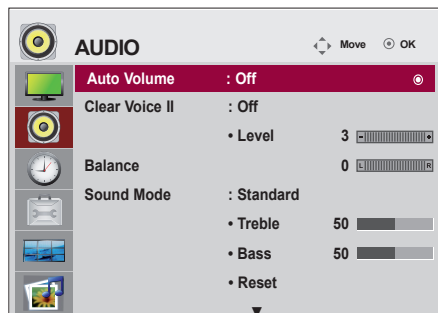 AUDIO Move OK
Auto Volume : Off
Clear Voice II : Off
• Level 3 - +
Balance 0 L R
Sound Mode : Standard
• Treble 50
• Bass 50
• Reset
▼